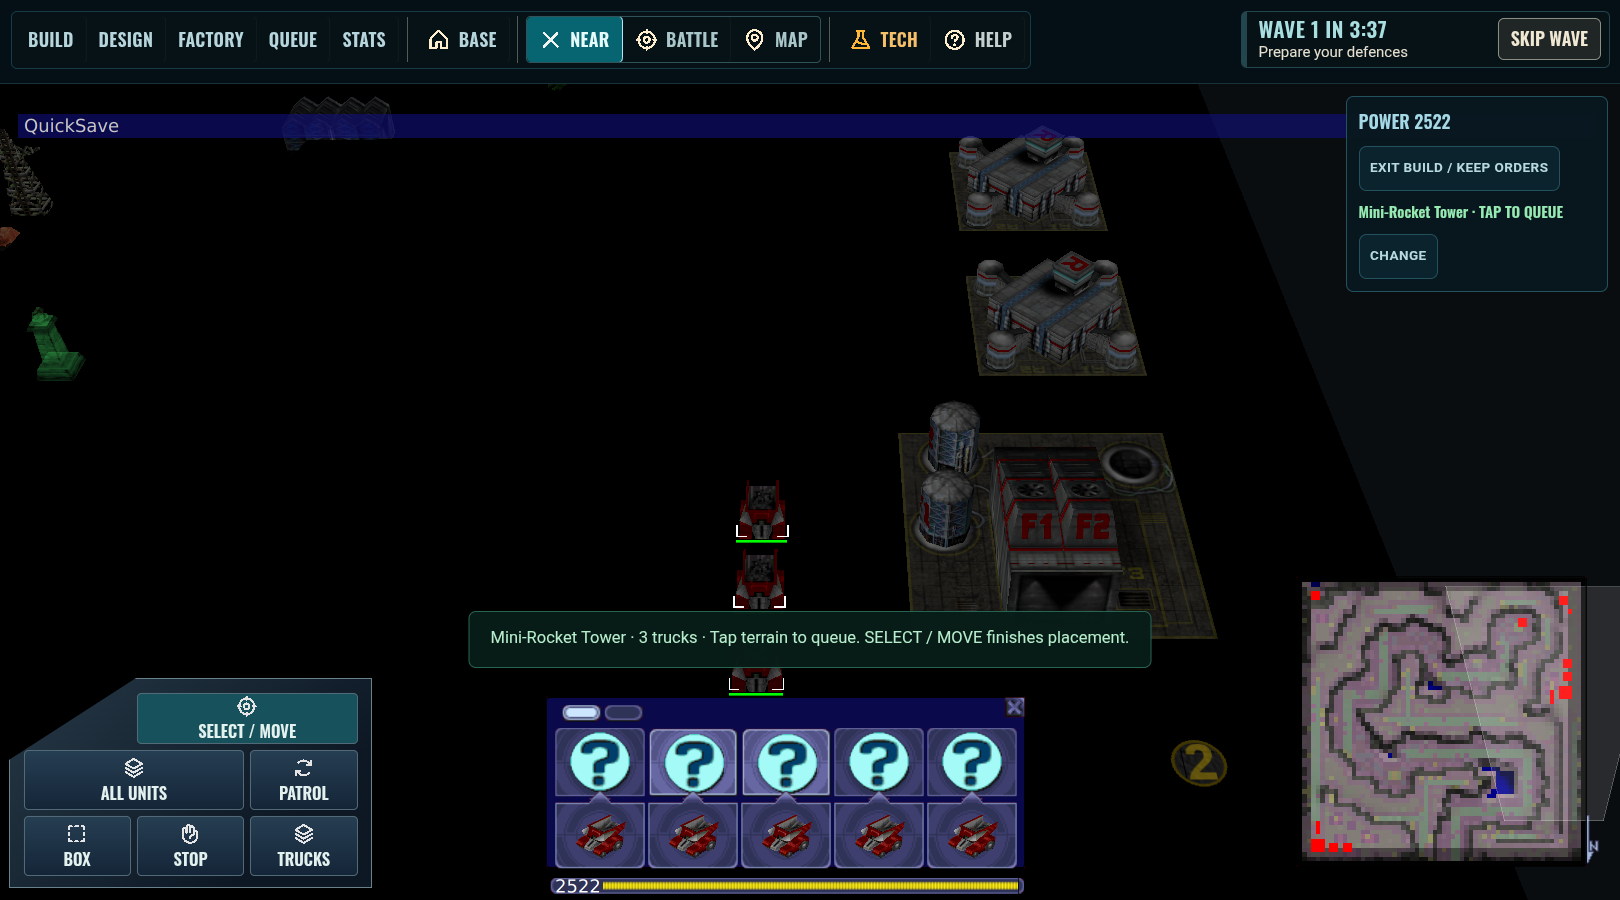 BUILD
DESIGN
FACTORY
QUEUE
STATS
BASE
NEAR
BATTLE
MAP
TECH
HELP
WAVE 1 IN 3:37
Prepare your defences
SKIP WAVE
QuickSave
POWER 2522
EXIT BUILD / KEEP ORDERS
Mini-Rocket Tower · TAP TO QUEUE
CHANGE
R
R
F1 F2
3
Mini-Rocket Tower · 3 trucks · Tap terrain to queue. SELECT / MOVE finishes placement.
SELECT / MOVE
ALL UNITS
PATROL
BOX
STOP
TRUCKS
? ? ? ? ?
2
2522
N